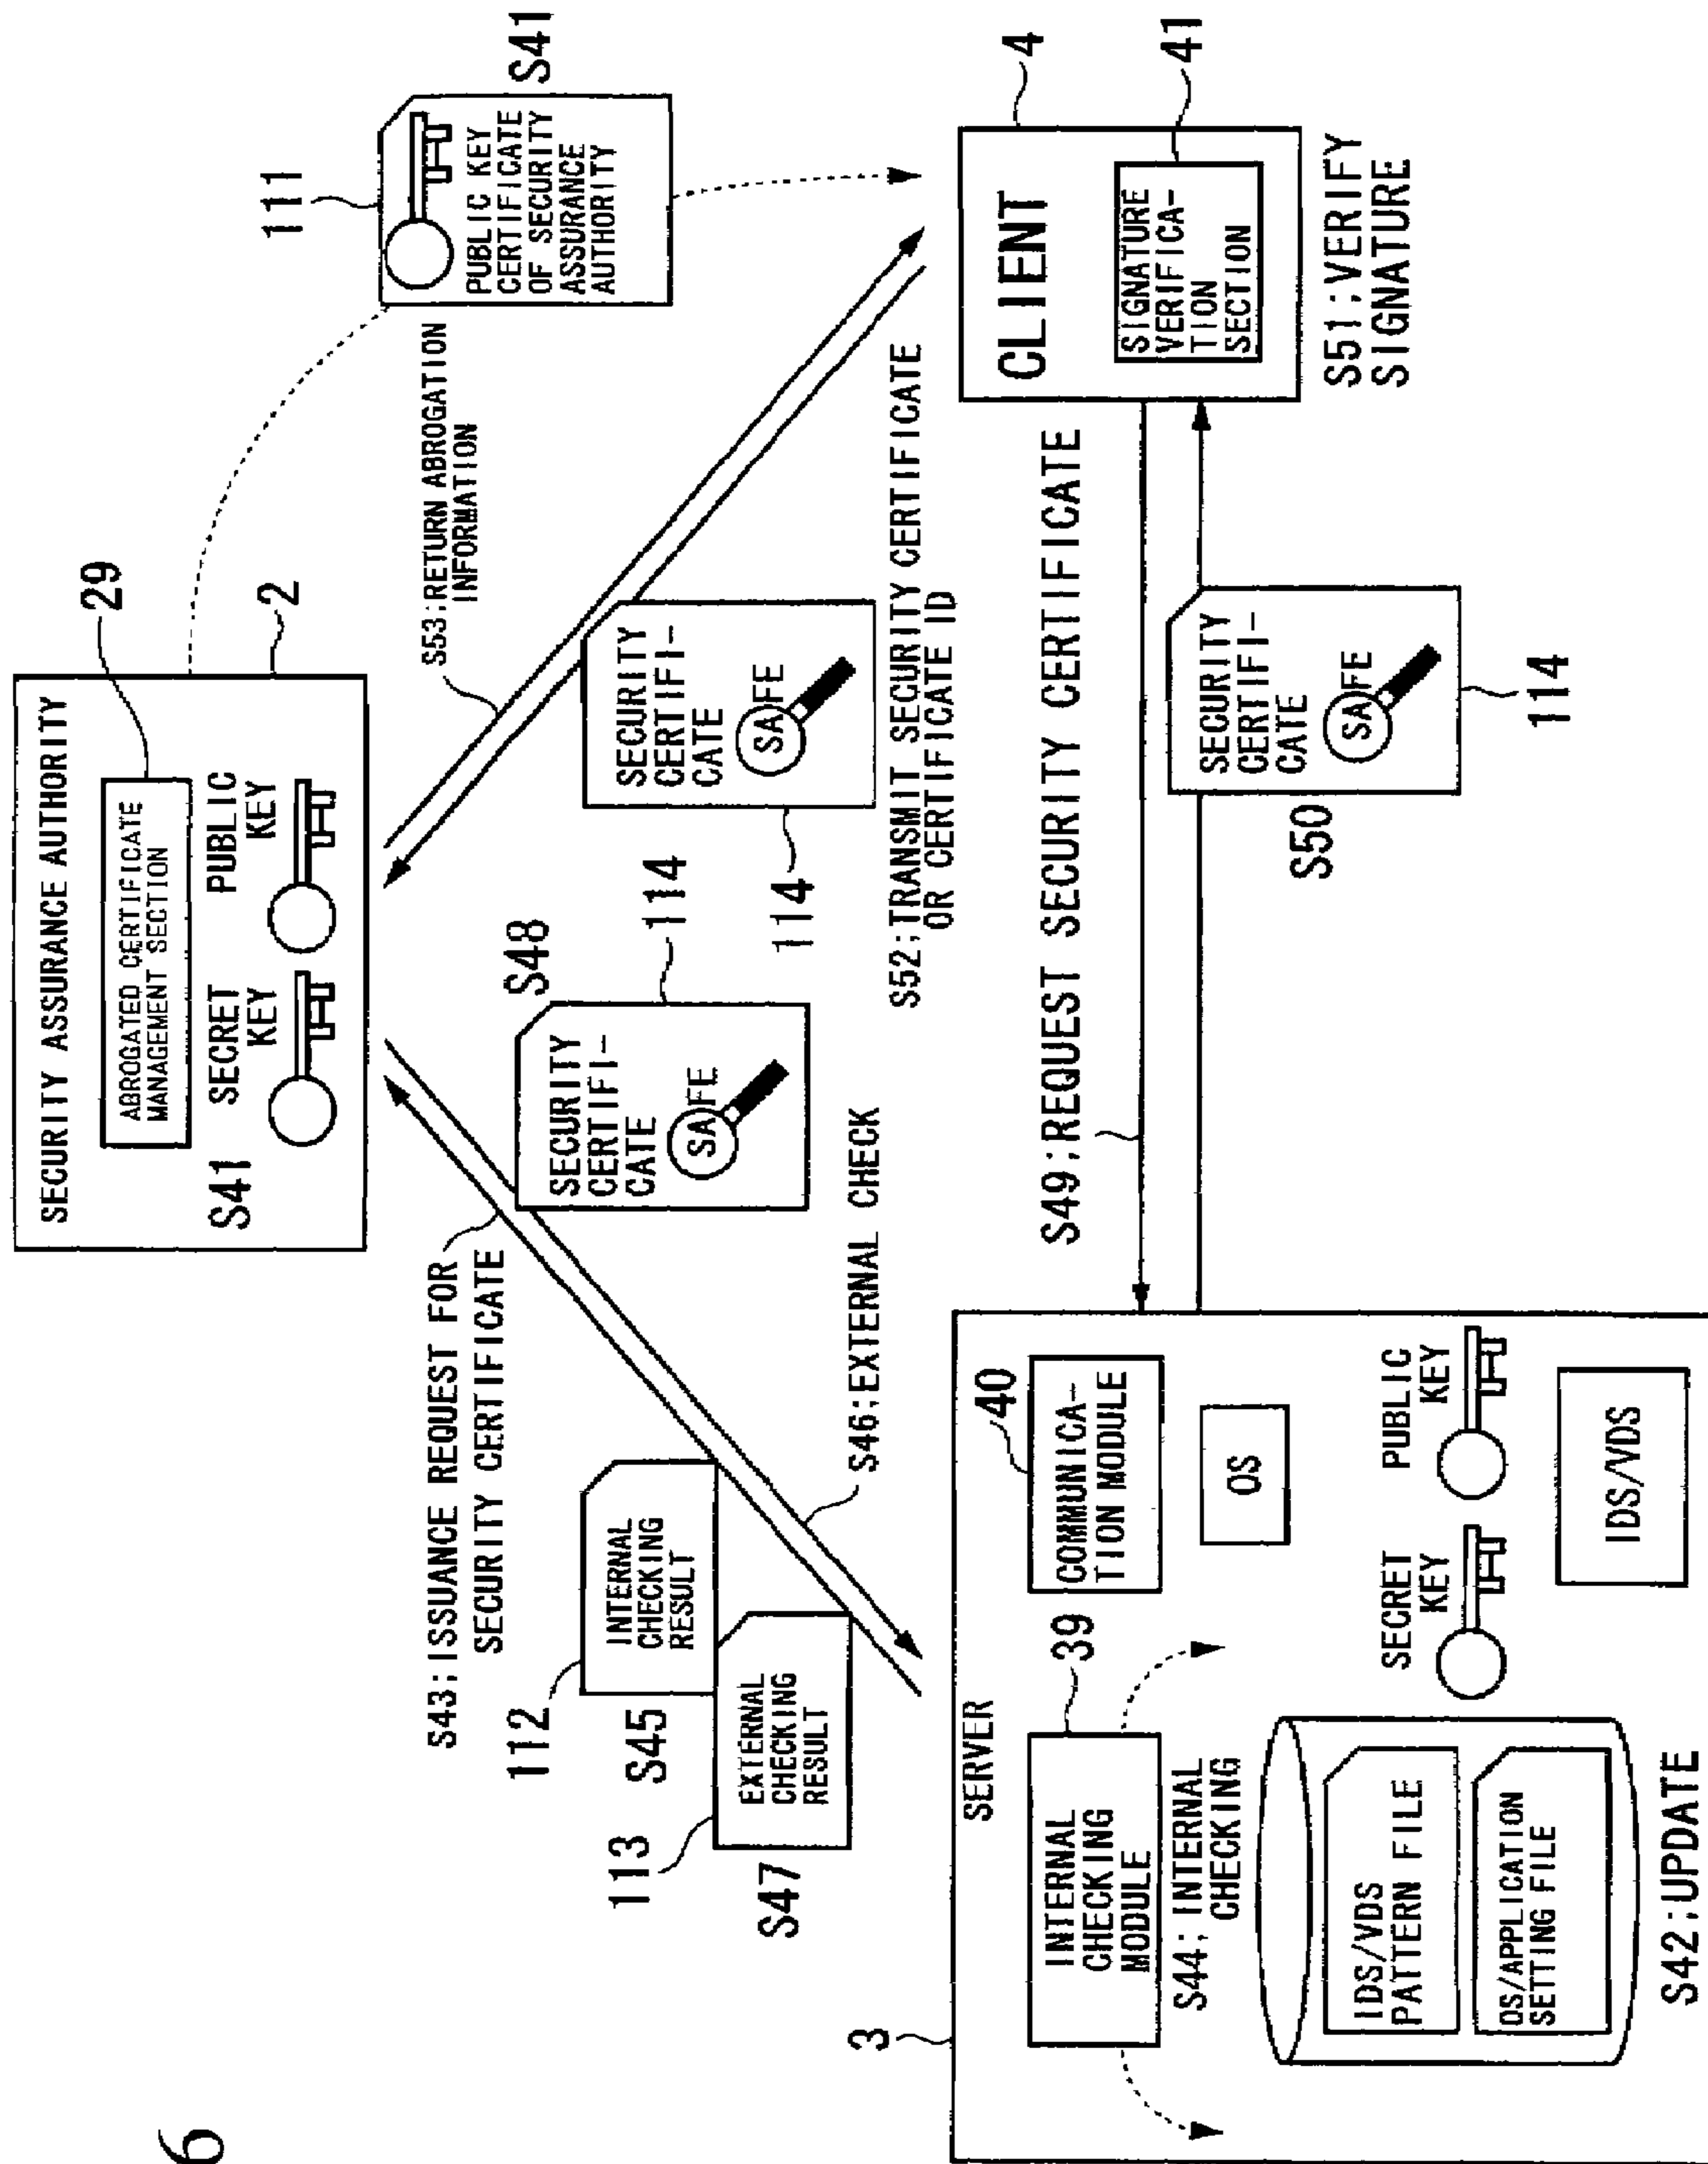 6
SECURITY ASSURANCE AUTHORITY
29
ABROGATED CERTIFICATE
MANAGEMENT SECTION
2
S41
SECRET
KEY
PUBLIC
KEY
111
PUBLIC KEY
CERTIFICATE
OF SECURITY
ASSURANCE
AUTHORITY
S41
S43;ISSUANCE REQUEST FOR
SECURITY CERTIFICATE
112
INTERNAL
CHECKING
RESULT
S45
113
EXTERNAL
CHECKING
RESULT
S47
S48
SECURITY
CERTIFI-
CATE
SAFE
114
S46;EXTERNAL CHECK
S53;RETURN ABROGATION
INFORMATION
SECURITY
CERTIFI-
CATE
SAFE
114
S52;TRANSMIT SECURITY CERTIFICATE
OR CERTIFICATE ID
3
SERVER
INTERNAL
CHECKING
MODULE
39
S44; INTERNAL
CHECKING
40
COMMUNICA-
TION MODULE
OS
IDS/VDS
PATTERN FILE
OS/APPLICATION
SETTING FILE
SECRET
KEY
PUBLIC
KEY
IDS/VDS
S42;UPDATE
S49;REQUEST SECURITY CERTIFICATE
S50
SECURITY
CERTIFI-
CATE
SAFE
114
4
CLIENT
SIGNATURE
VERIFICA-
TION
SECTION
41
S51;VERIFY
SIGNATURE